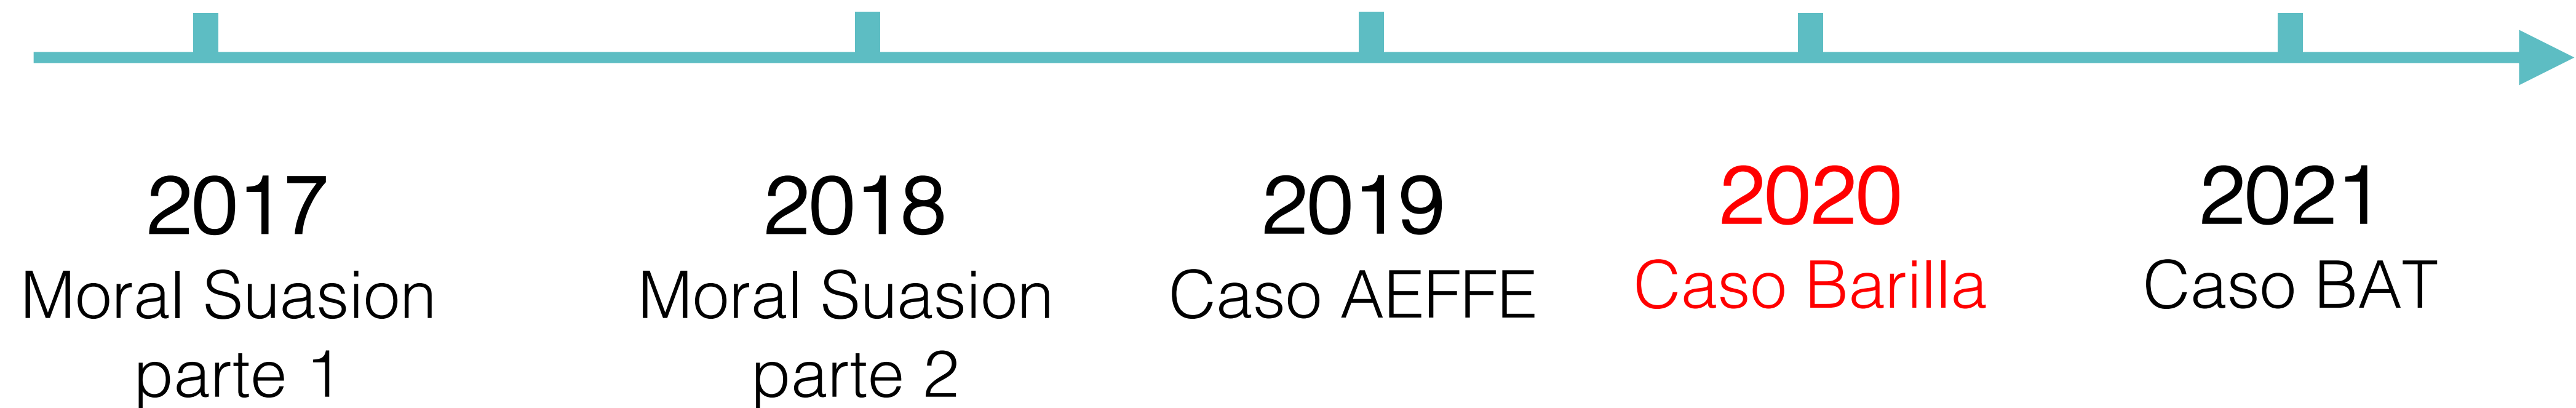 2017
Moral Suasion
parte 1
2018
Moral Suasion
parte 2
2019
Caso AEFFE
2020
Caso Barilla
2021
Caso BAT